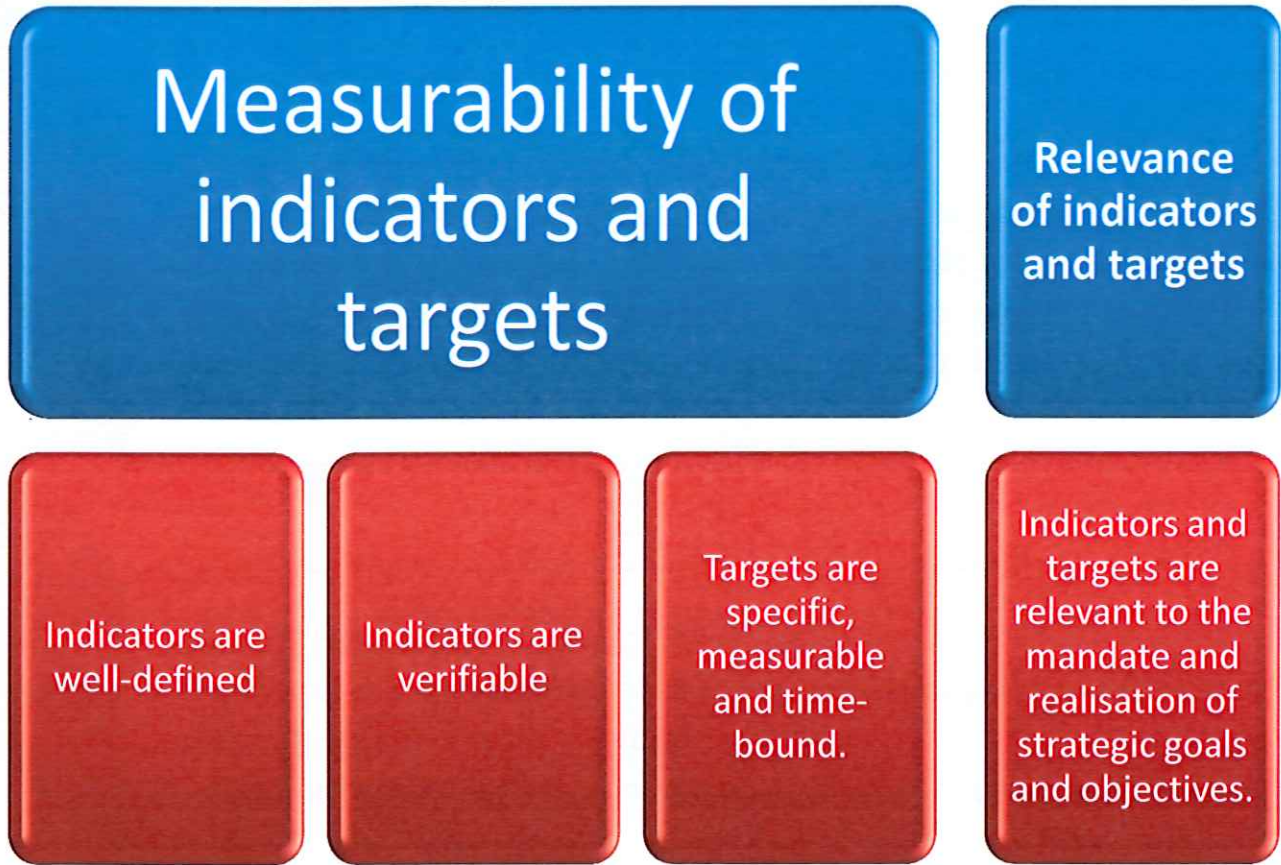 Measurability of
indicators and
targets
Relevance
of indicators
and targets
Indicators are
well-defined
Indicators are
verifiable
Targets are
specific,
measurable
and time-
bound.
Indicators and
targets are
relevant to the
mandate and
realisation of
strategic goals
and objectives.